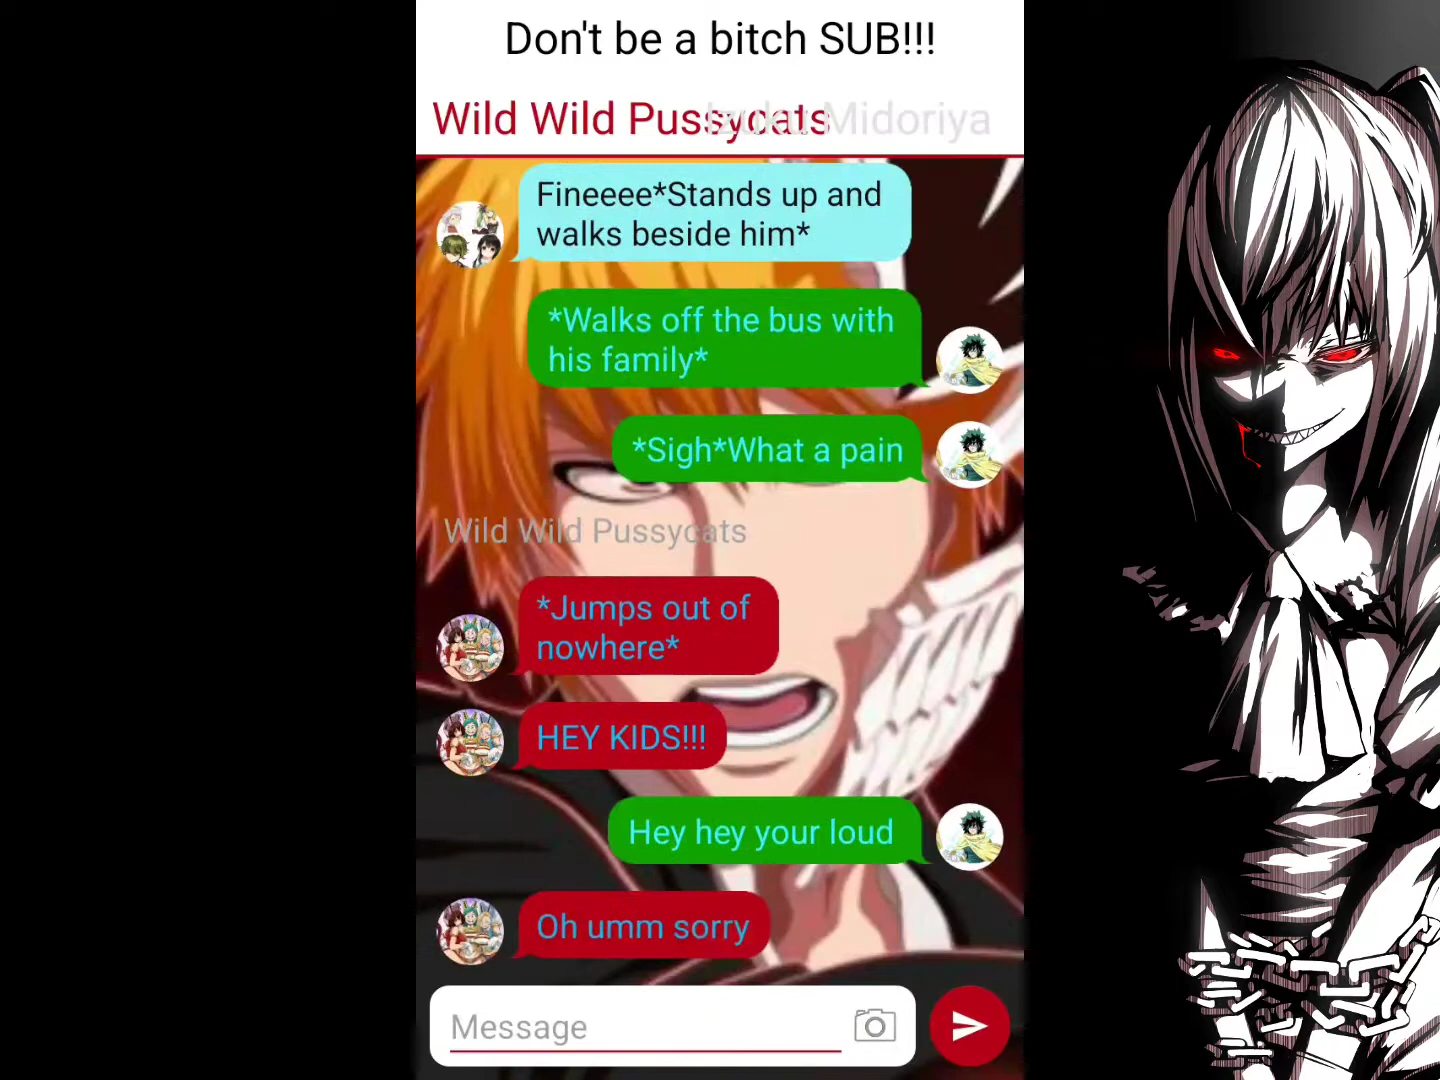 Don't be a bitch SUB!!!
Wild Wild Pussycats Izuku Midoriya
Fineeee*Stands up and
walks beside him*
*Walks off the bus with
his family*
*Sigh*What a pain
Wild Wild Pussycats
*Jumps out of
nowhere*
HEY KIDS!!!
Hey hey your loud
Oh umm sorry
Message